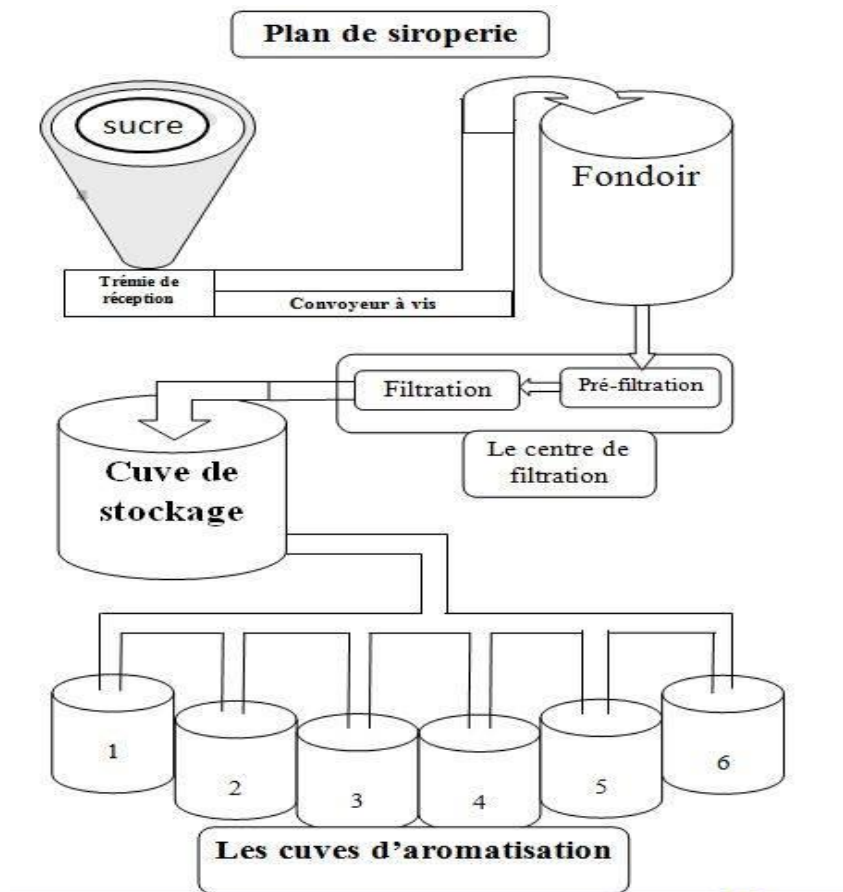 Plan de siroperie
sucre
Fondoir
Trémie de
réception
Convoyeur à vis
Filtration
Pré-filtration
Le centre de
filtration
Cuve de
stockage
1
2
3
4
5
6
Les cuves d’aromatisation